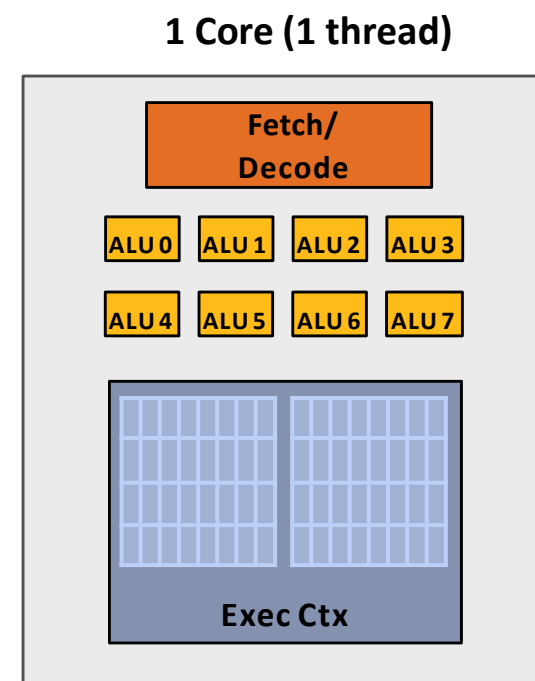 1 Core (1 thread)
Fetch/
Decode
ALU 0 ALU 1 ALU 2 ALU 3
ALU 4 ALU 5 ALU 6 ALU 7
Exec Ctx